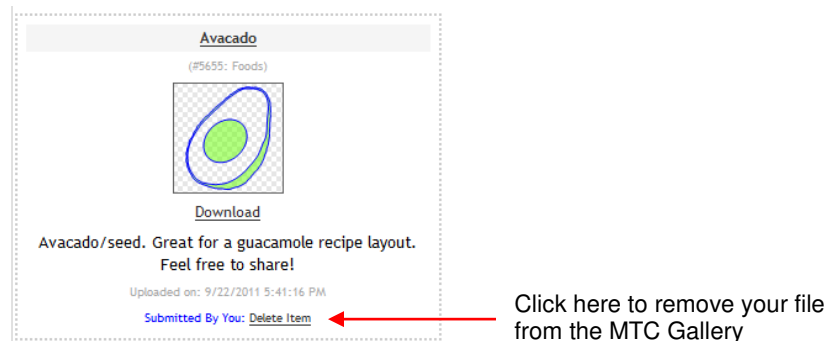 Avacado
(#5655: Foods)
Download
Avacado/seed. Great for a guacamole recipe layout.
Feel free to share!
Uploaded on: 9/22/2011 5:41:16 PM
Submitted By You: Delete Item
Click here to remove your file
from the MTC Gallery